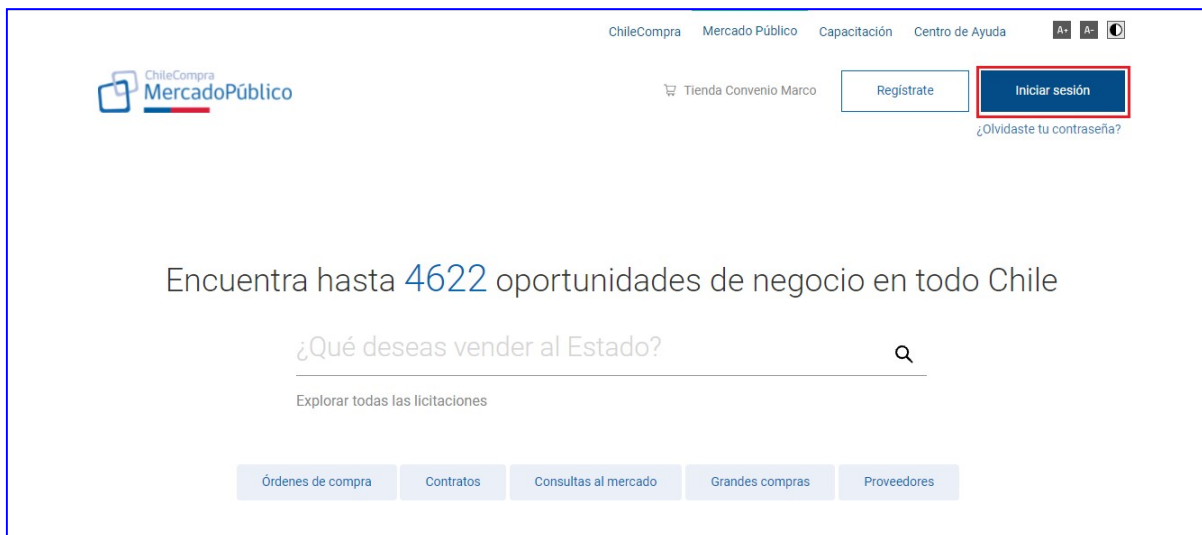 ChileCompra Mercado Público Capacitación Centro de Ayuda A+ A-
ChileCompra
MercadoPúblico
Tienda Convenio Marco Regístrate Iniciar sesión
¿Olvidaste tu contraseña?
Encuentra hasta 4622 oportunidades de negocio en todo Chile
¿Qué deseas vender al Estado?
Explorar todas las licitaciones
Órdenes de compra Contratos Consultas al mercado Grandes compras Proveedores